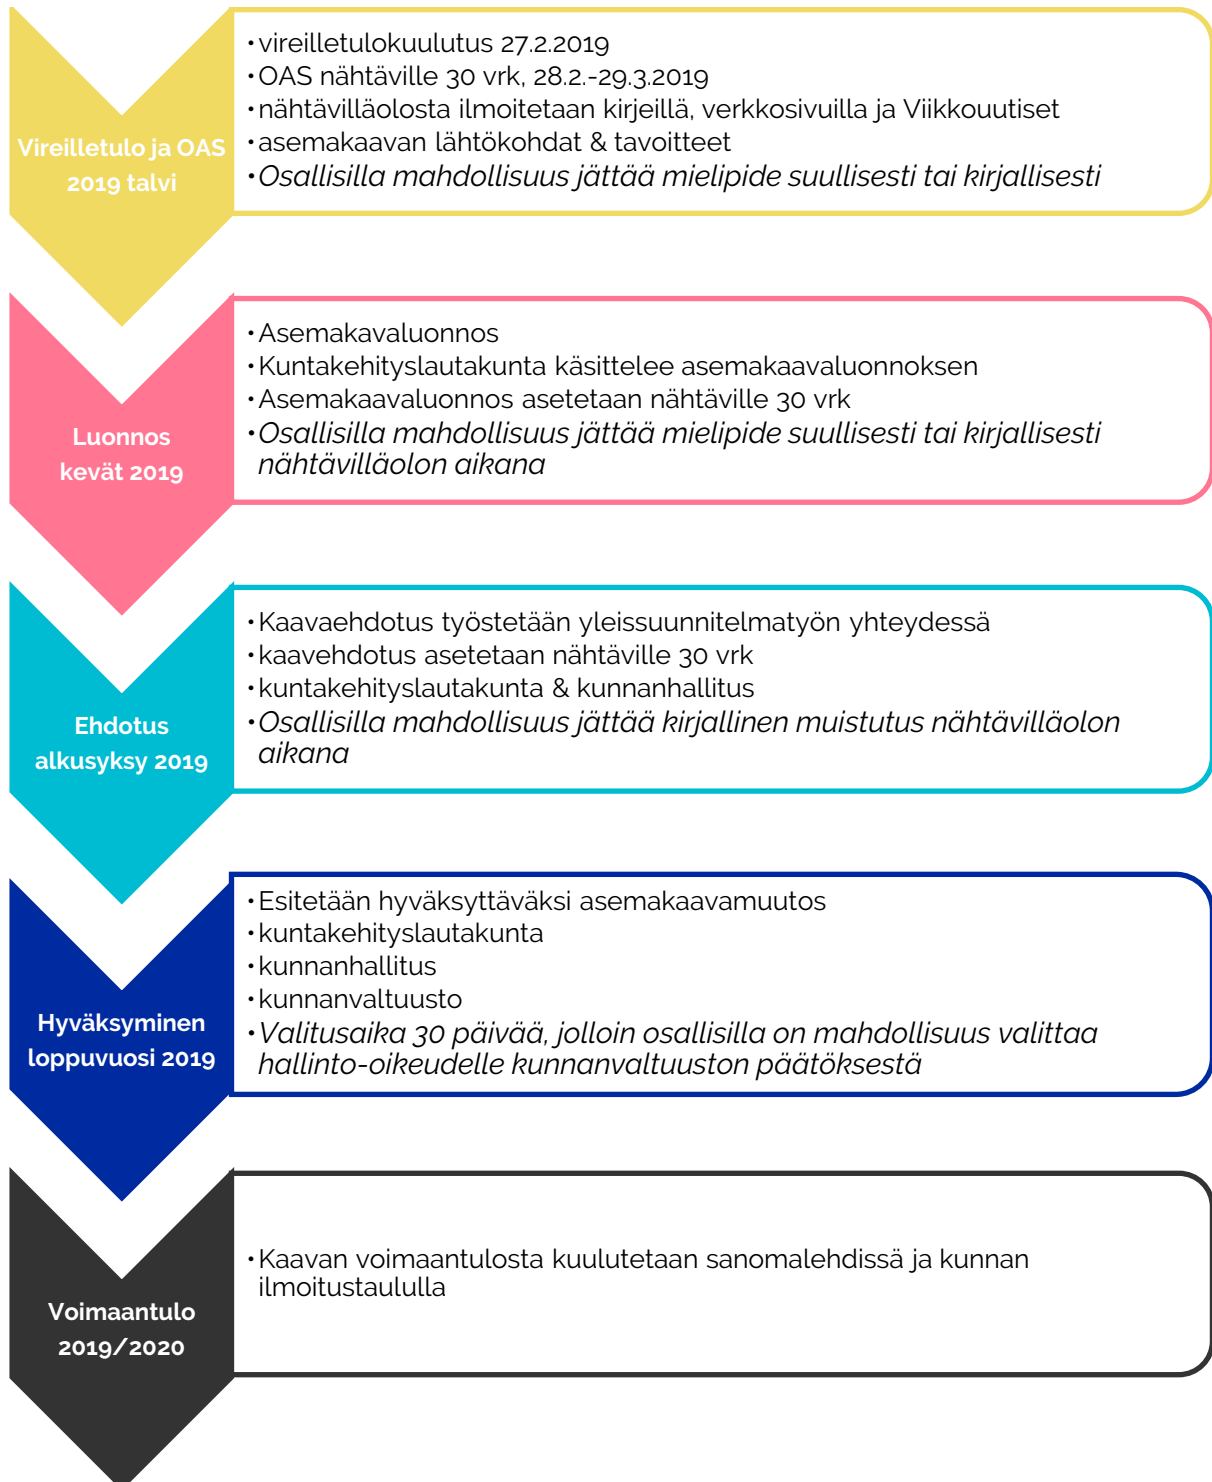 Vireilletulo ja OAS
2019 talvi
•vireilletulokuulutus 27.2.2019
•OAS nähtäville 30 vrk, 28.2.-29.3.2019
•nähtävilläolosta ilmoitetaan kirjeillä, verkkosivuilla ja Viikkouutiset
•asemakaavan lähtökohdat & tavoitteet
•Osallisilla mahdollisuus jättää mielipide suullisesti tai kirjallisesti
Luonnos
kevät 2019
•Asemakavaluonnos
•Kuntakehityslautakunta käsittelee asemakaavaluonnoksen
•Asemakaavaluonnos asetetaan nähtäville 30 vrk
•Osallisilla mahdollisuus jättää mielipide suullisesti tai kirjallisesti
nähtävilläolon aikana
Ehdotus
alkusyksy 2019
•Kaavaehdotus työstetään yleissuunnitelmatyön yhteydessä
•kaavehdotus asetetaan nähtäville 30 vrk
•kuntakehityslautakunta & kunnanhallitus
•Osallisilla mahdollisuus jättää kirjallinen muistutus nähtävilläolon
aikana
Hyväksyminen
loppuvuosi 2019
•Esitetään hyväksyttäväksi asemakaavamuutos
•kuntakehityslautakunta
•kunnanhallitus
•kunnanvaltuusto
•Valitusaika 30 päivää, jolloin osallisilla on mahdollisuus valittaa
hallinto-oikeudelle kunnanvaltuuston päätöksestä
Voimaantulo
2019/2020
•Kaavan voimaantulosta kuulutetaan sanomalehdissä ja kunnan
ilmoitustaululla